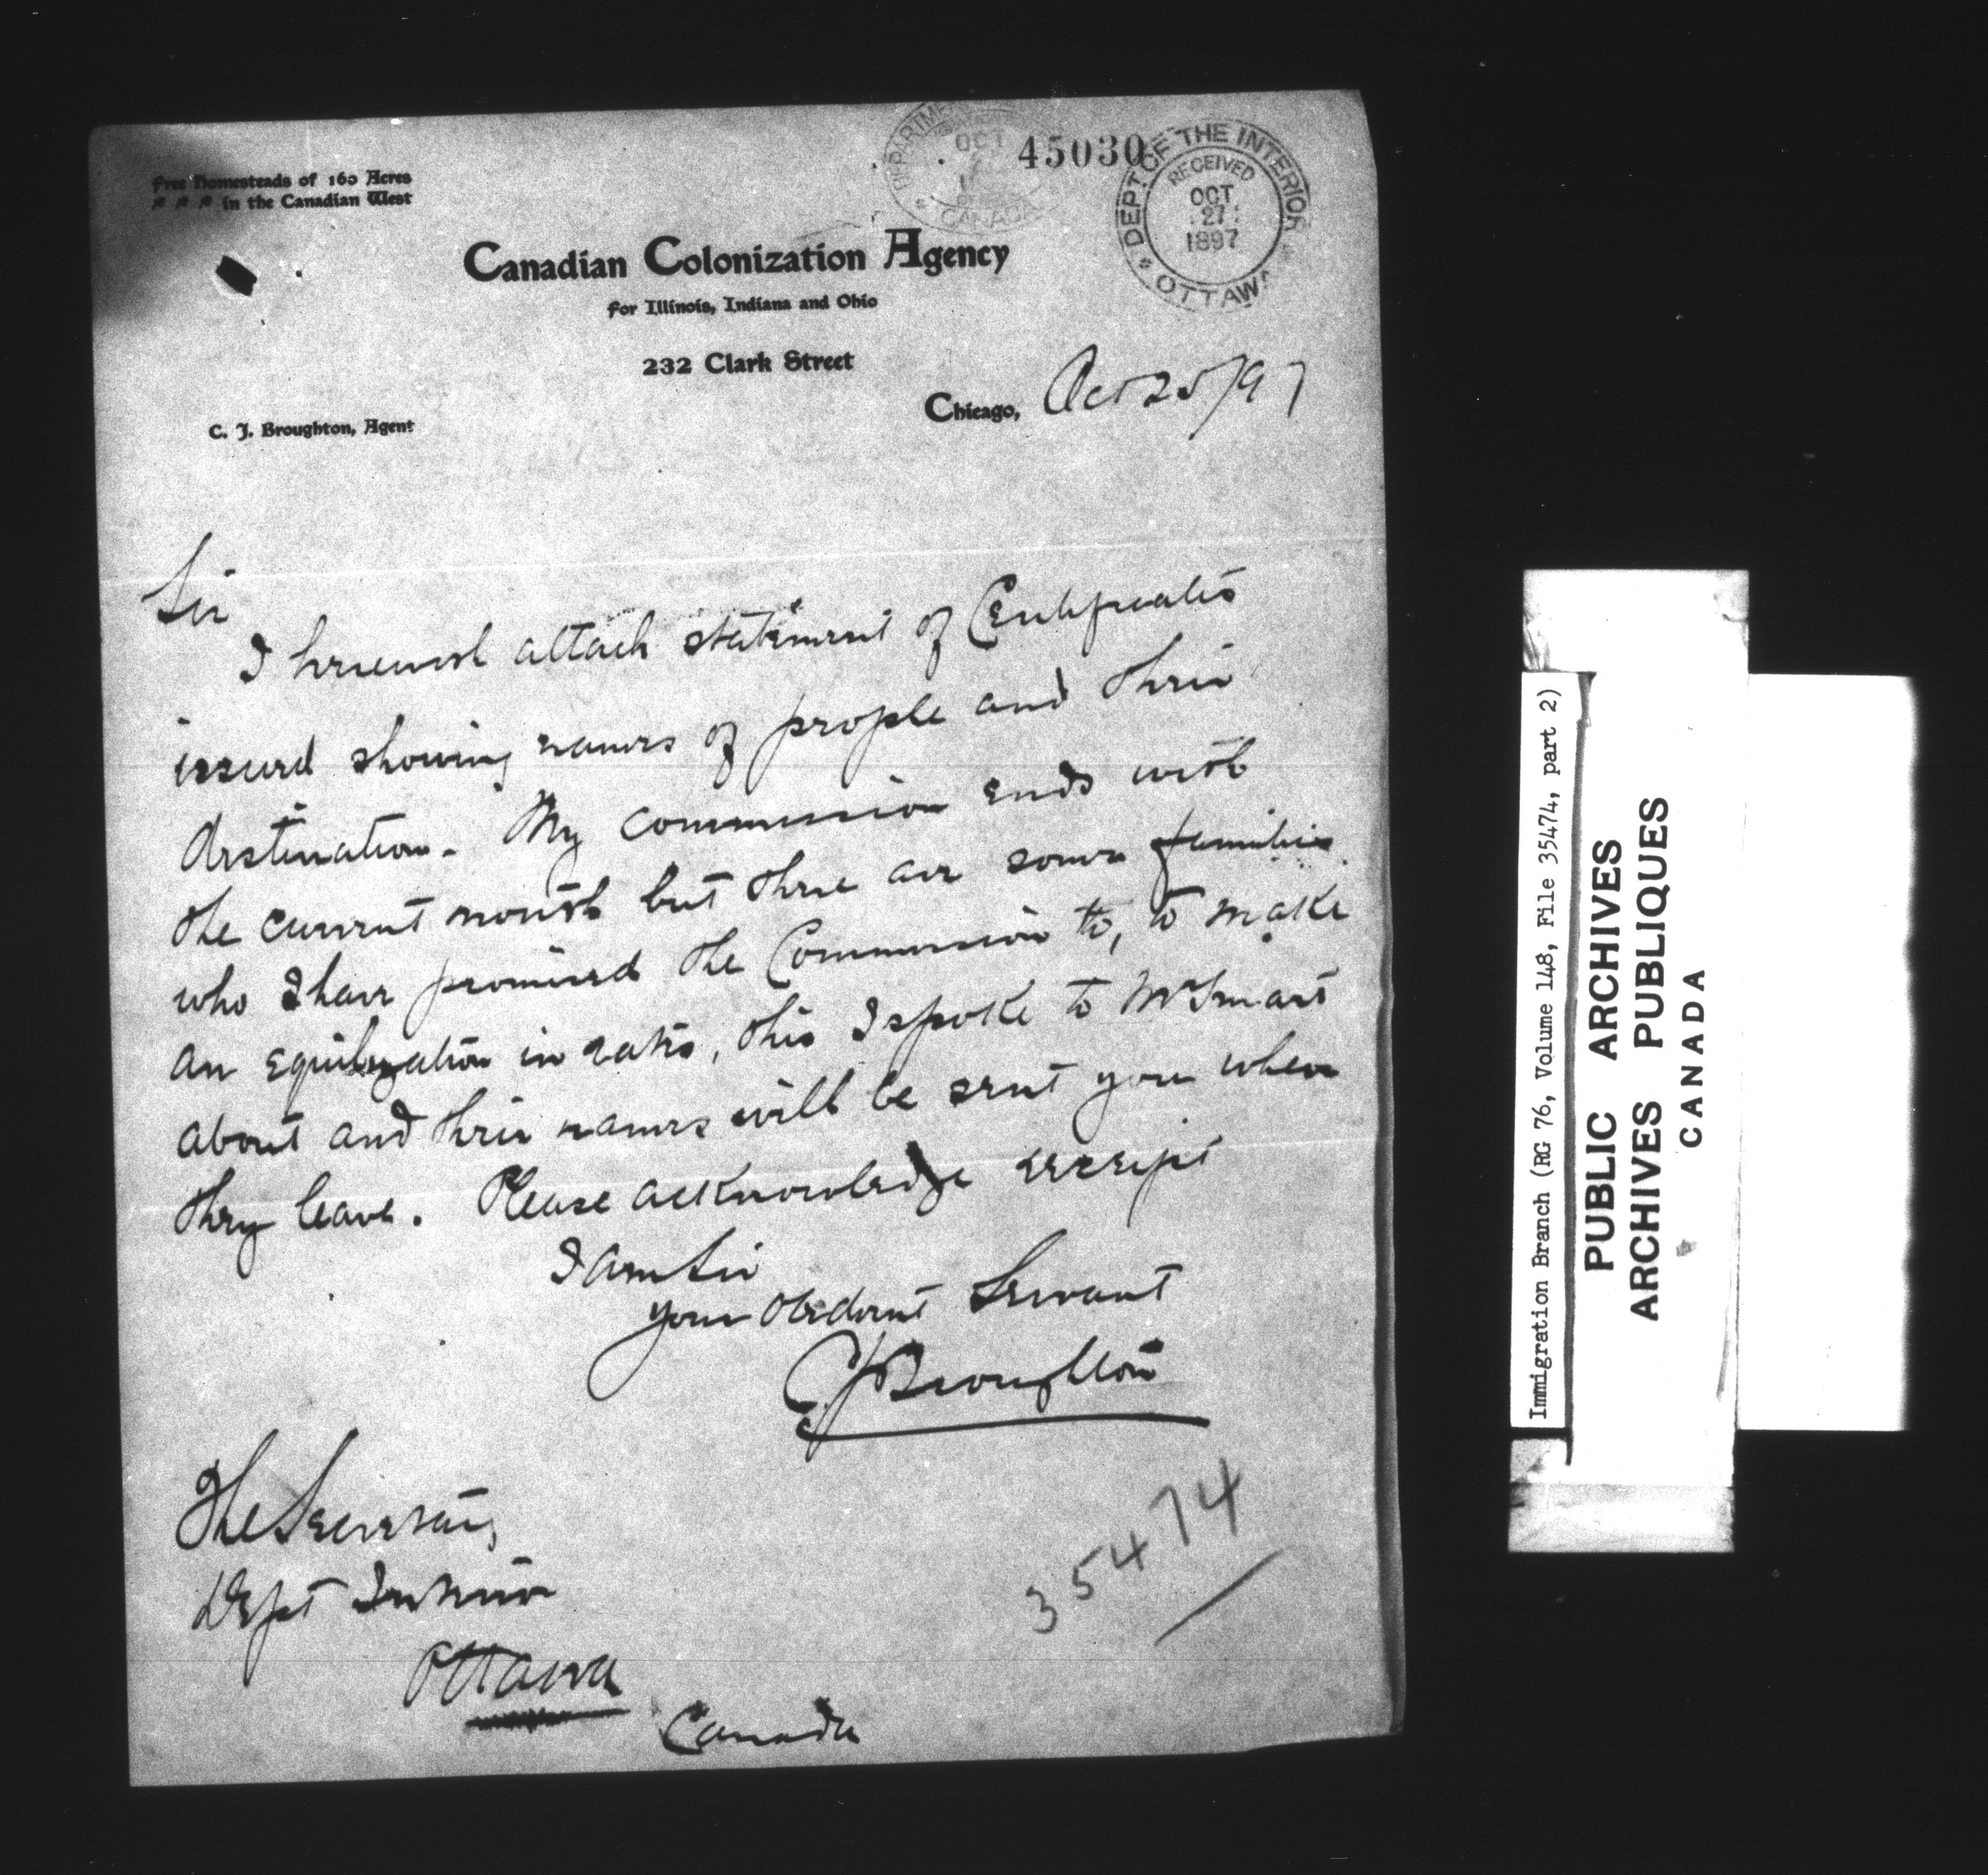 Free Homesteads of 160 Acres
in the Canadian West
DEPARTME
OCT
CANADA
45030
DEPT OF THE INTERIOR
RECEIVED
OCT
27
1897
OTTAWA
Canadian Colonization Agency
For Illinois, Indiana and Ohio
232 Clark Street
Chicago, Oct 25/97
C. J. Broughton, Agent
Sir
I herewith attach statement of Certificates
issued showing names of people and their
destination. My commission ends with
the current month but there are some families
who I have promised the Commission to, to make
an equilization in rates, this I spoke to Mr Smart
about and their names will be sent you when
they leave. Please acknowledge receipt
I am Sir
your Obedient Servant
CJBroughton
The Secretary
Dept Interior
Ottawa
Canada
35474
Immigration Branch (RG 76, Volume 148, File 35474, part 2)
PUBLIC ARCHIVES
ARCHIVES PUBLIQUES
CANADA